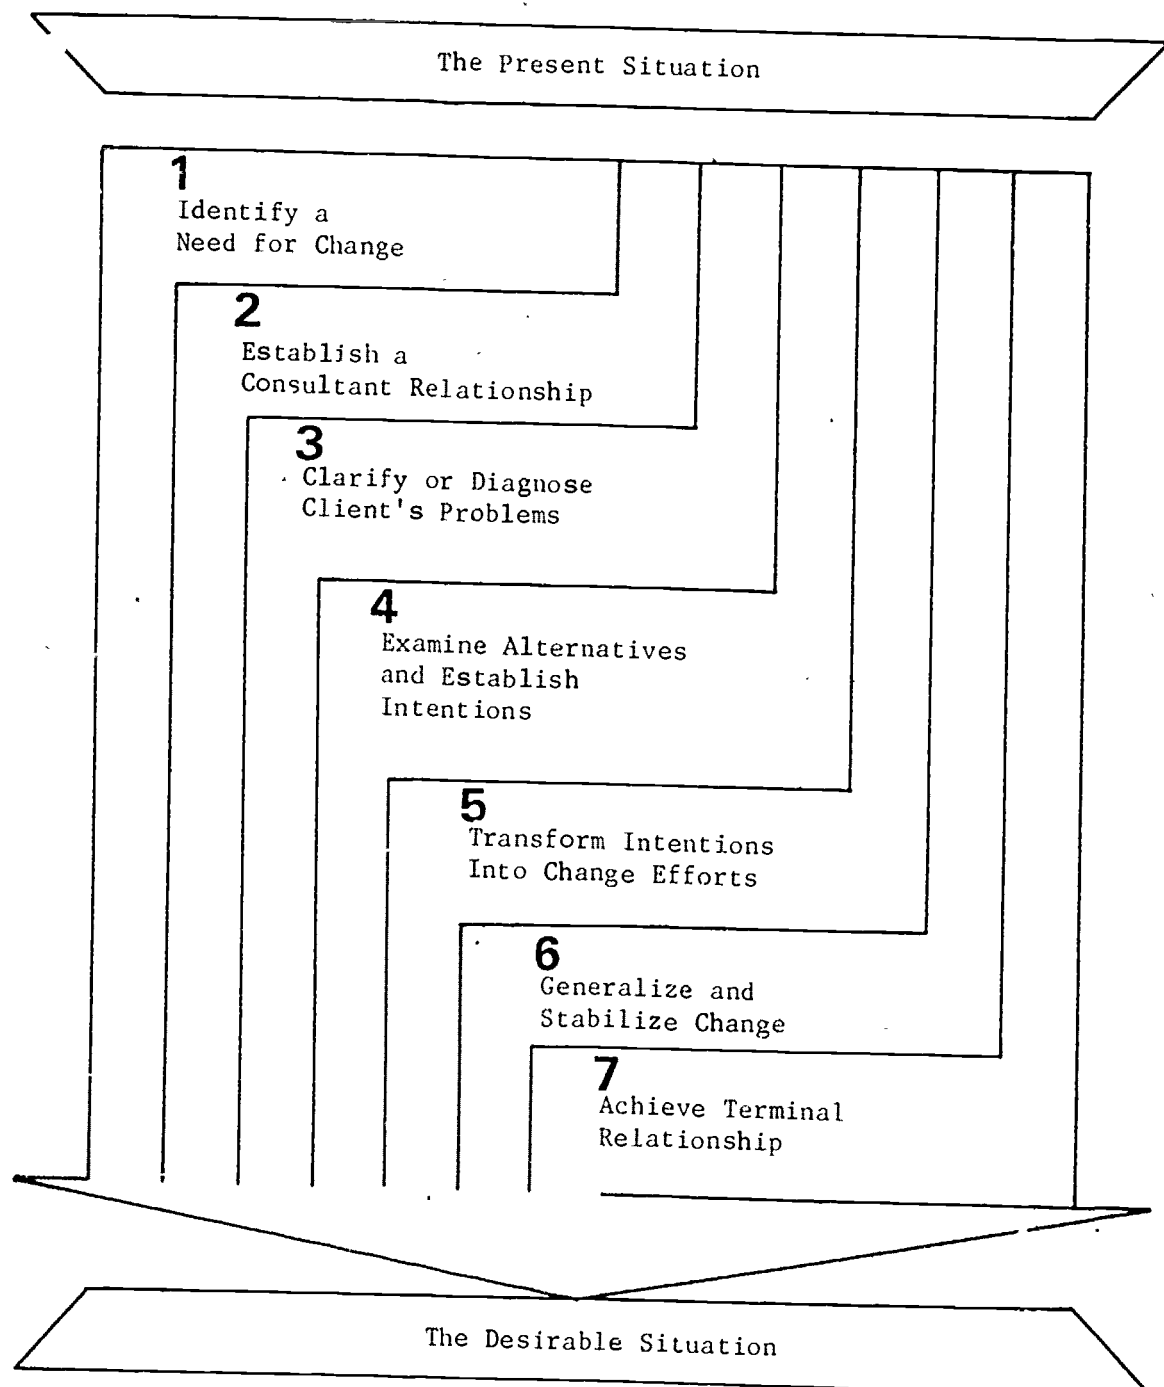 The Present Situation
1
Identify a
Need for Change
2
Establish a
Consultant Relationship
3
Clarify or Diagnose
Client's Problems
4
Examine Alternatives
and Establish
Intentions
5
Transform Intentions
Into Change Efforts
6
Generalize and
Stabilize Change
7
Achieve Terminal
Relationship
The Desirable Situation